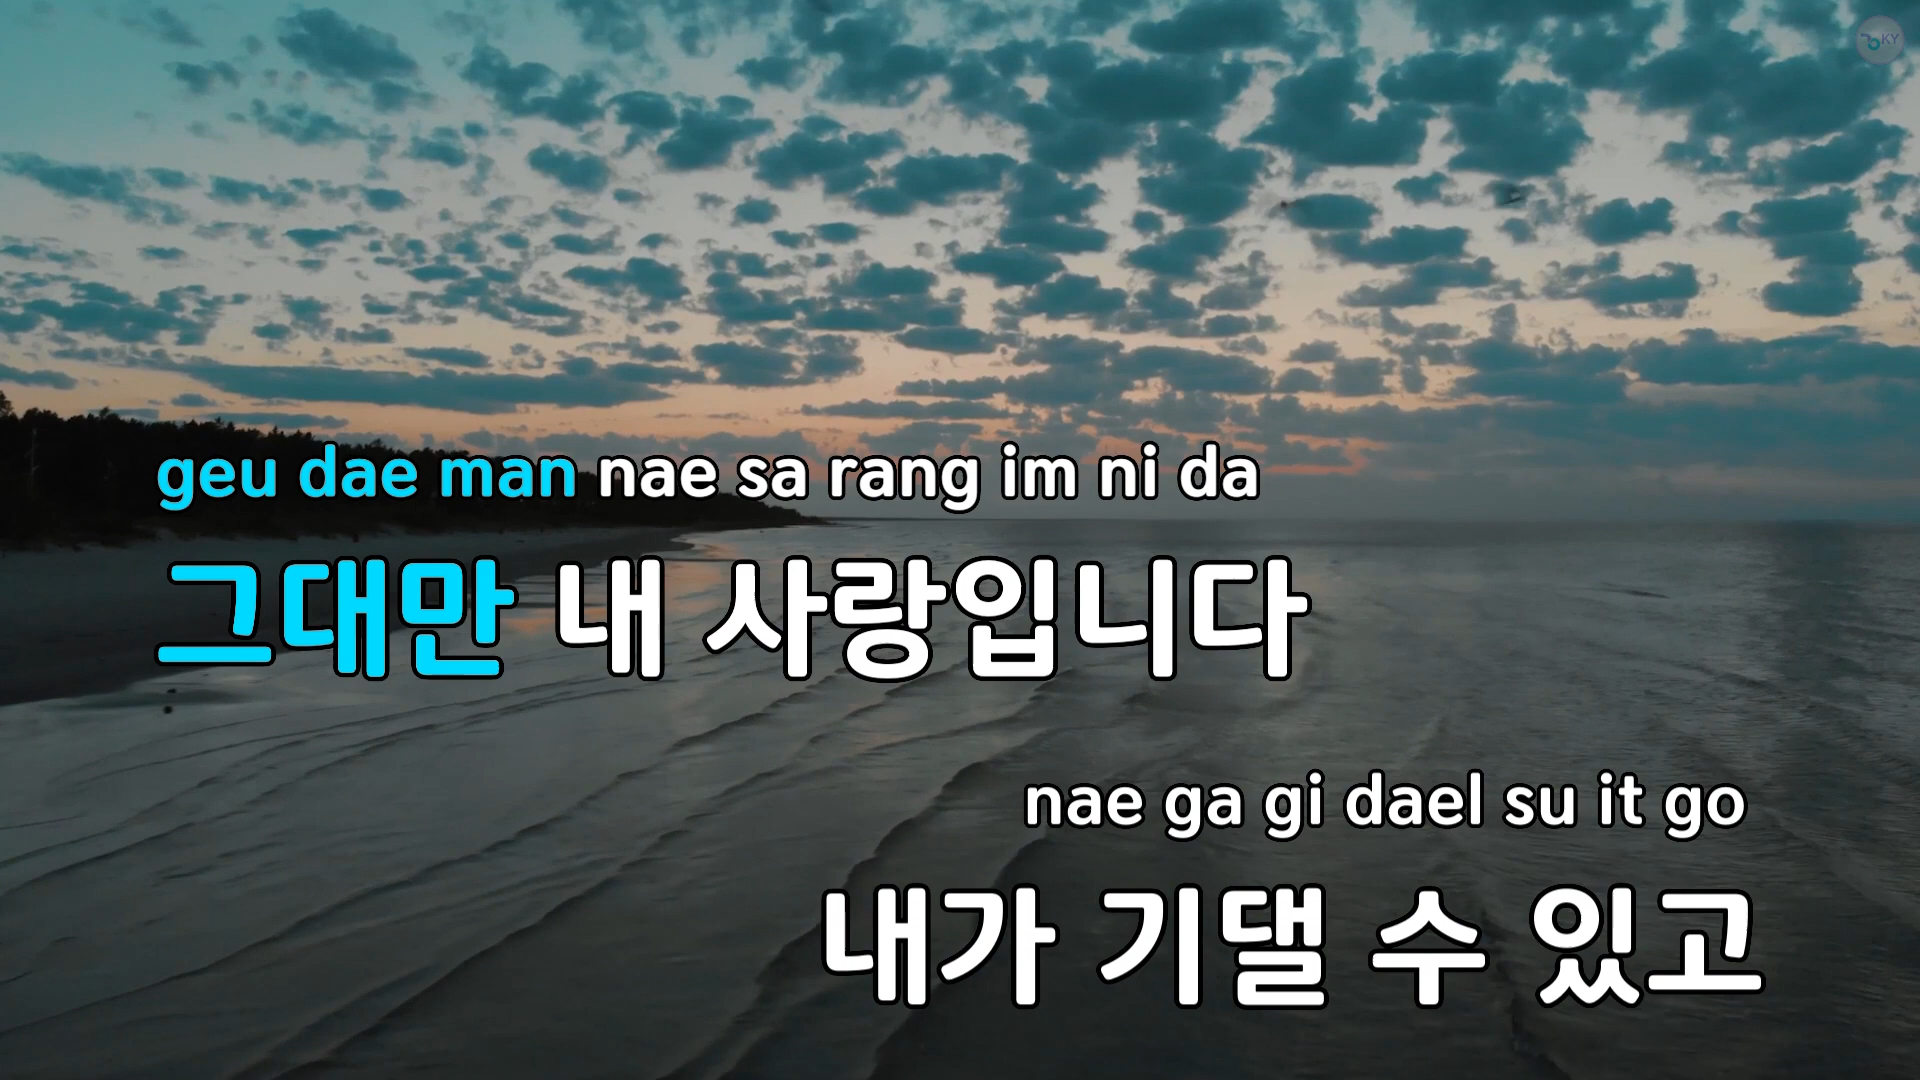 KY
geu dae man nae sa rang im ni da
그대만 내 사랑입니다
nae ga gi dael su it go
내가 기댈 수 있고